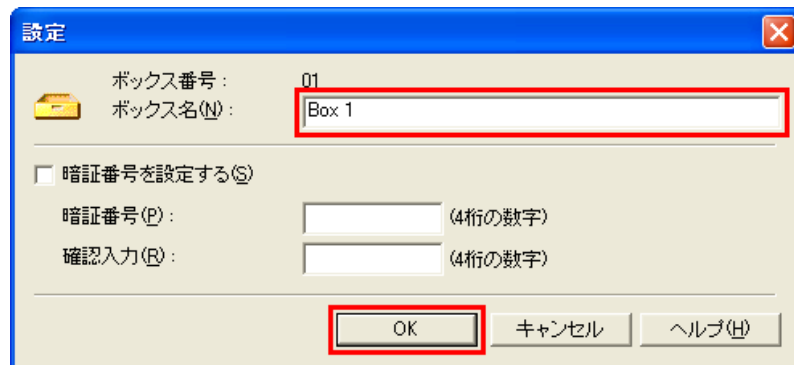 設定
ボックス番号： 01
ボックス名(N)： Box 1
暗証番号を設定する(S)
暗証番号(P)： (4桁の数字)
確認入力(R)： (4桁の数字)
OK キャンセル ヘルプ(H)